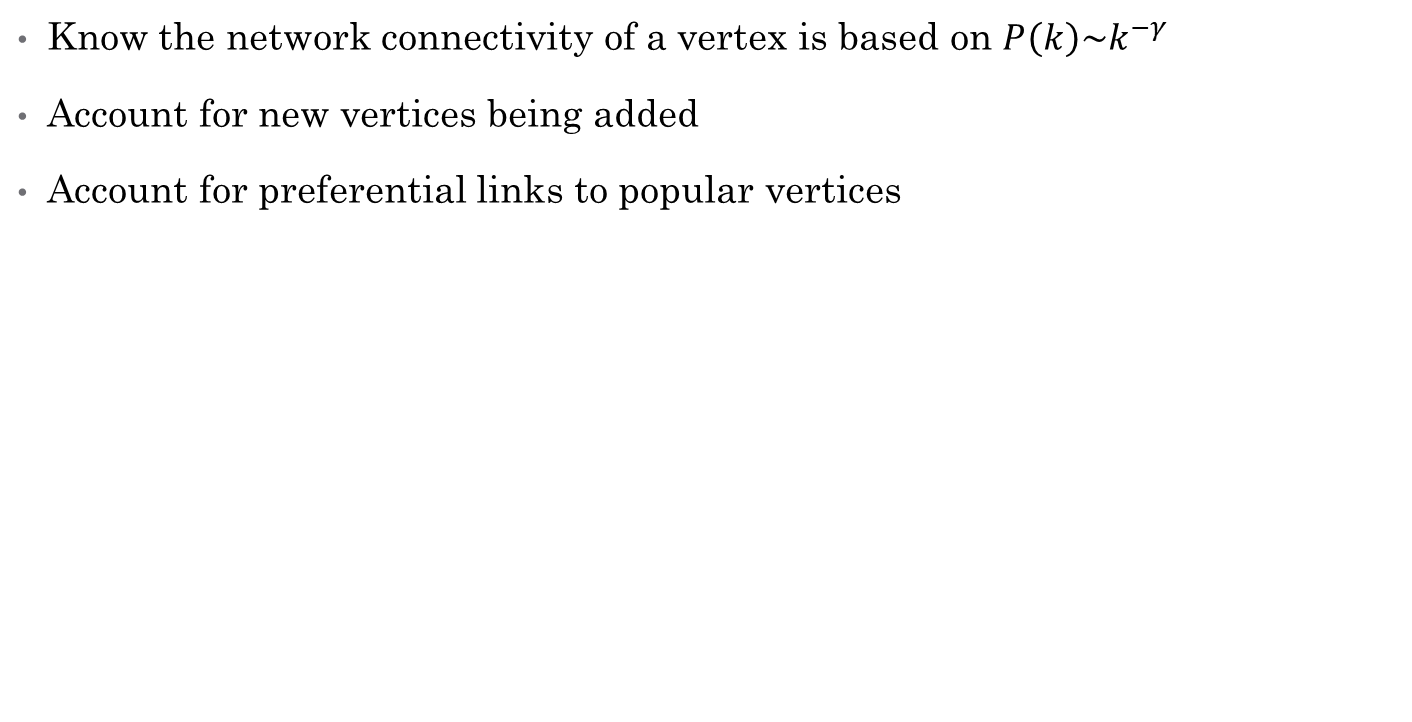 • Know the network connectivity of a vertex is based on P(k)~k⁻ᵞ
• Account for new vertices being added
• Account for preferential links to popular vertices